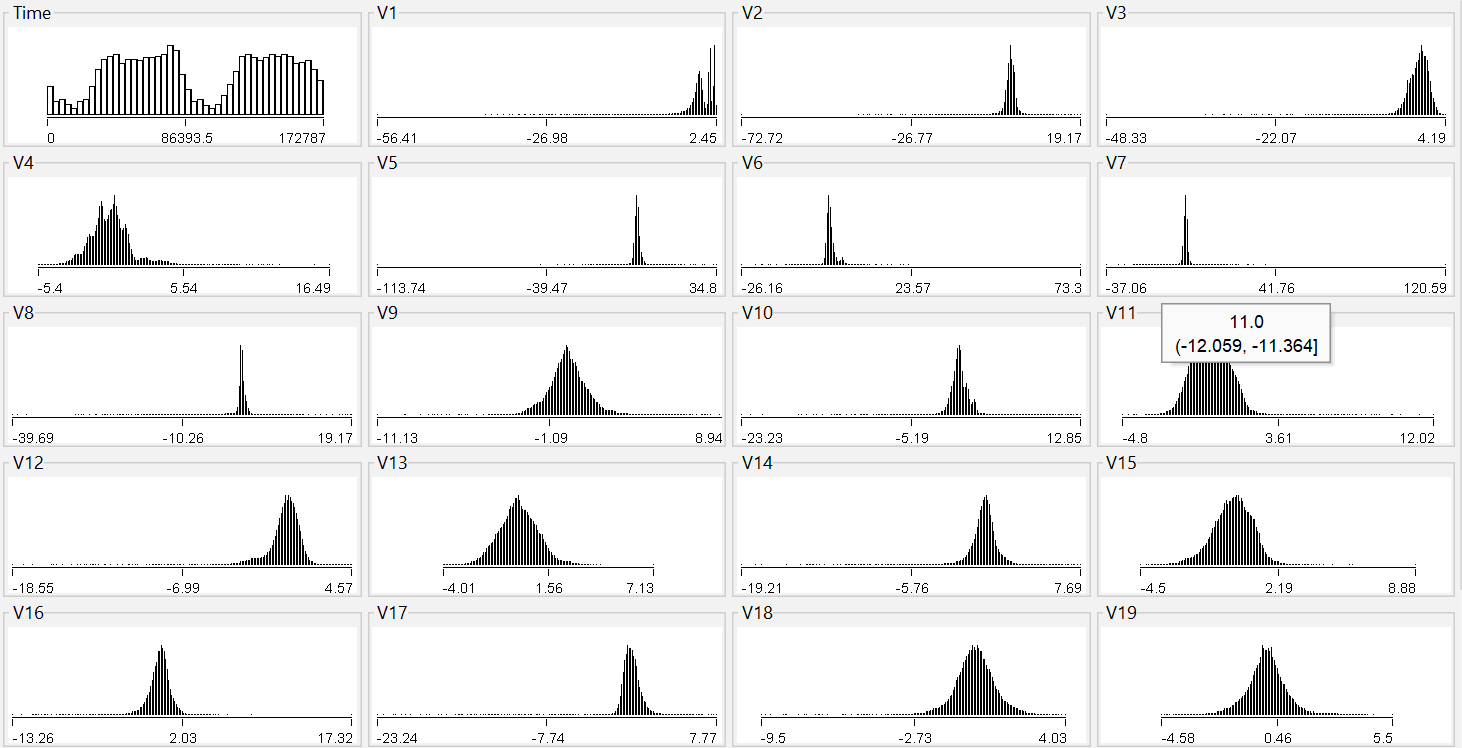 Time V1 V2 V3
0 86393.5 172787 -56.41 -26.98 2.45 -72.72 -26.77 19.17 -48.33 -22.07 4.19
V4 V5 V6 V7
-5.4 5.54 16.49 -113.74 -39.47 34.8 -26.16 23.57 73.3 -37.06 41.76 120.59
V8 V9 V10 V11
11.0
(-12.059, -11.364]
-39.69 -10.26 19.17 -11.13 -1.09 8.94 -23.23 -5.19 12.85 -4.8 3.61 12.02
V12 V13 V14 V15
-18.55 -6.99 4.57 -4.01 1.56 7.13 -19.21 -5.76 7.69 -4.5 2.19 8.88
V16 V17 V18 V19
-13.26 2.03 17.32 -23.24 -7.74 7.77 -9.5 -2.73 4.03 -4.58 0.46 5.5